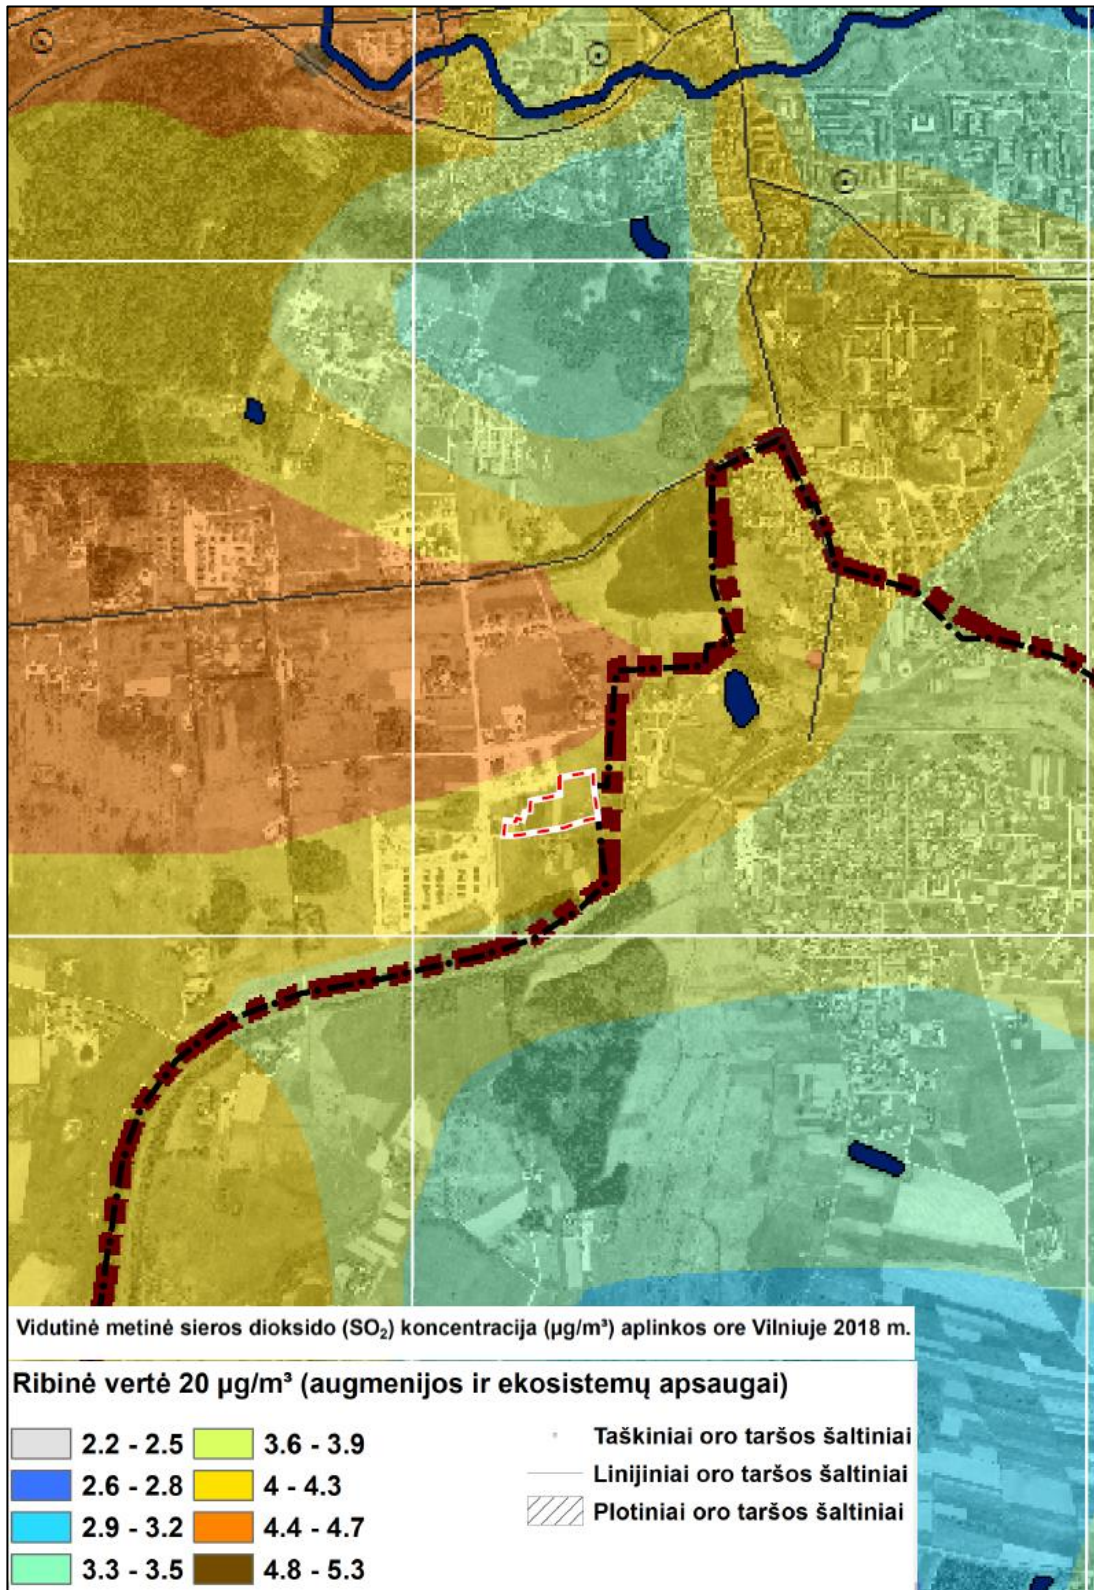 Vidutinė metinė sieros dioksido (SO₂) koncentracija (µg/m³) aplinkos ore Vilniuje 2018 m.
Ribinė vertė 20 µg/m³ (augmenijos ir ekosistemų apsaugai)
2.2 - 2.5
2.6 - 2.8
2.9 - 3.2
3.3 - 3.5
3.6 - 3.9
4 - 4.3
4.4 - 4.7
4.8 - 5.3
Taškiniai oro taršos šaltiniai
Linijiniai oro taršos šaltiniai
Plotiniai oro taršos šaltiniai